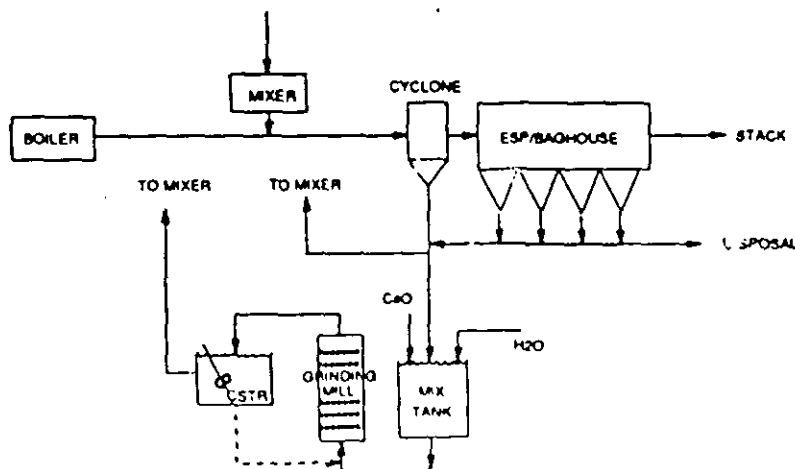 MIXER
CYCLONE
BOILER
ESP/BAGHOUSE
STACK
TO MIXER
TO MIXER
CaO
H2O
GRINDING
MILL
CSTR
MIX
TANK